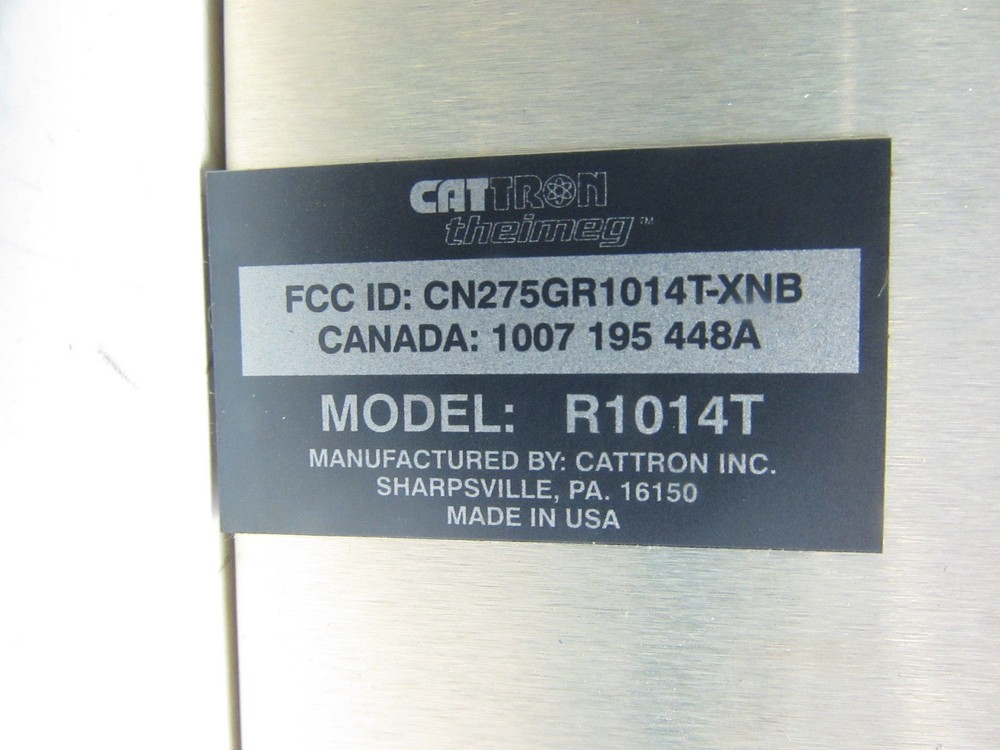 CATTRON
theimeg™
FCC ID: CN275GR1014T-XNB
CANADA: 1007 195 448A
MODEL: R1014T
MANUFACTURED BY: CATTRON INC.
SHARPSVILLE, PA. 16150
MADE IN USA